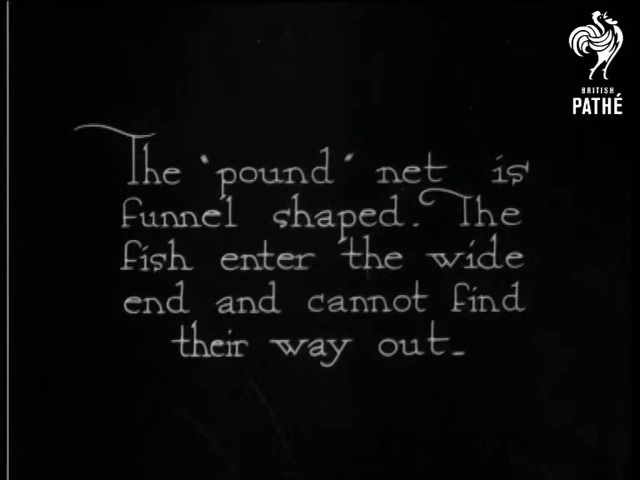 BRITISH
PATHÉ
The 'pound' net is
funnel shaped. The
fish enter the wide
end and cannot find
their way out-